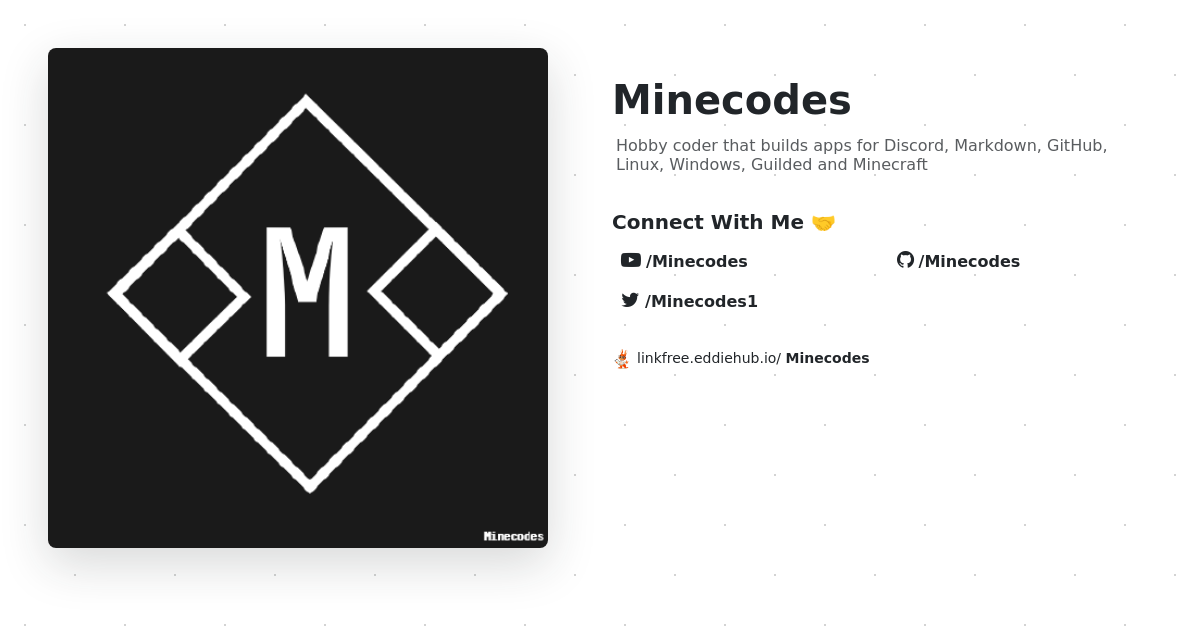 M
Minecodes
Minecodes
Hobby coder that builds apps for Discord, Markdown, GitHub,
Linux, Windows, Guilded and Minecraft
Connect With Me 🤝
/Minecodes
/Minecodes
/Minecodes1
linkfree.eddiehub.io/ Minecodes